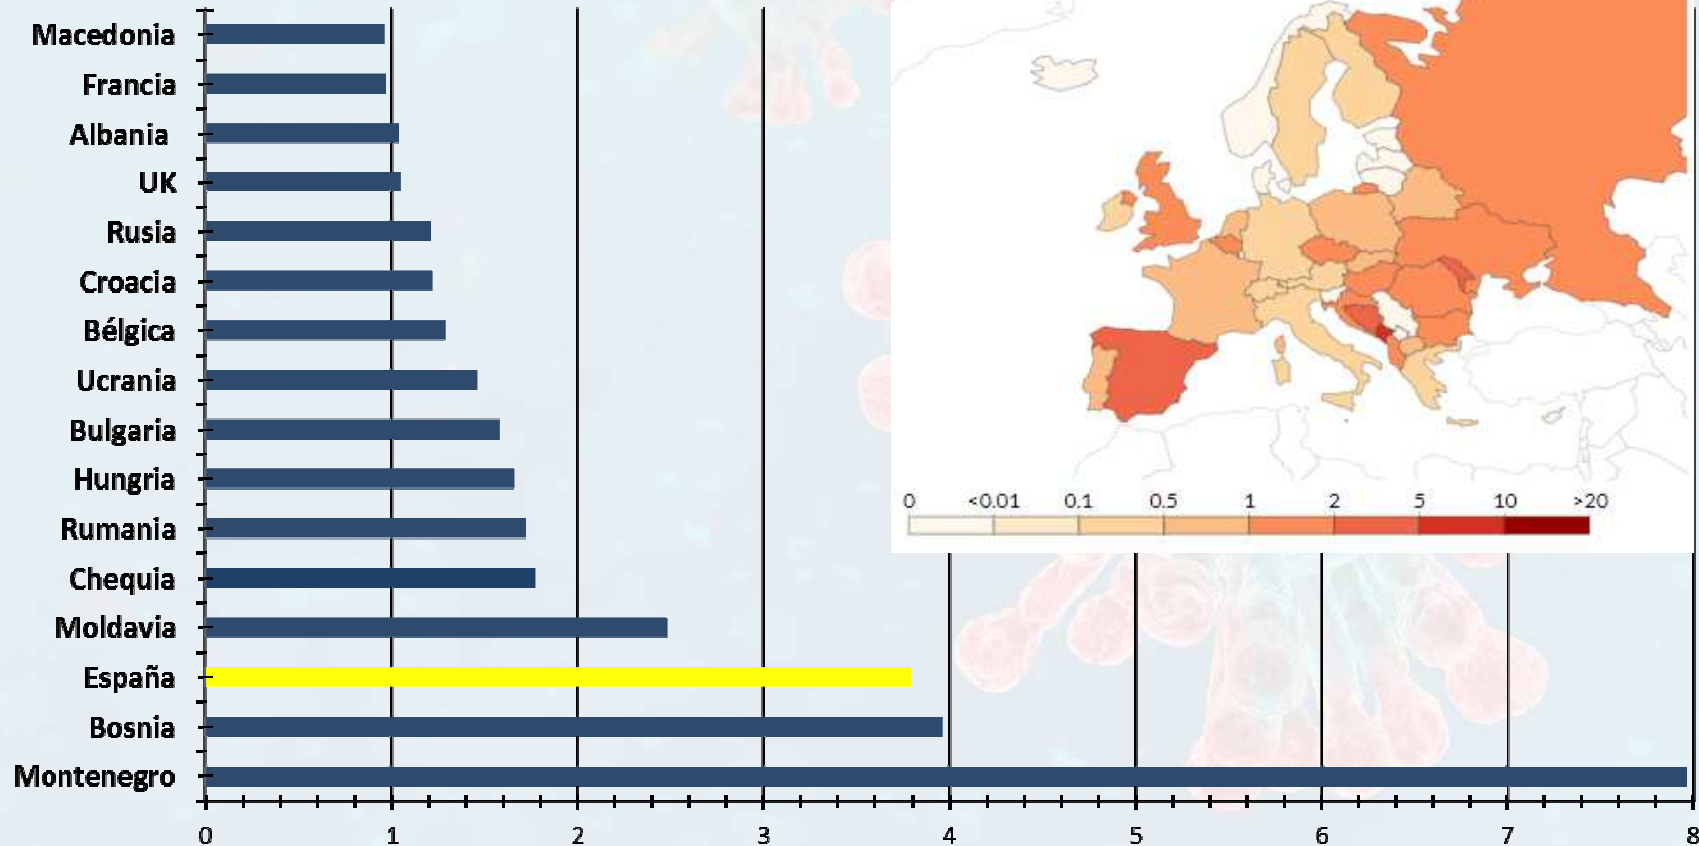 Macedonia
Francia
Albania
UK
Rusia
Croacia
Bélgica
Ucrania
Bulgaria
Hungria
Rumania
Chequia
Moldavia
España
Bosnia
Montenegro
0 1 2 3 4 5 6 7 8
0 <0.01 0.1 0.5 1 2 5 10 >20